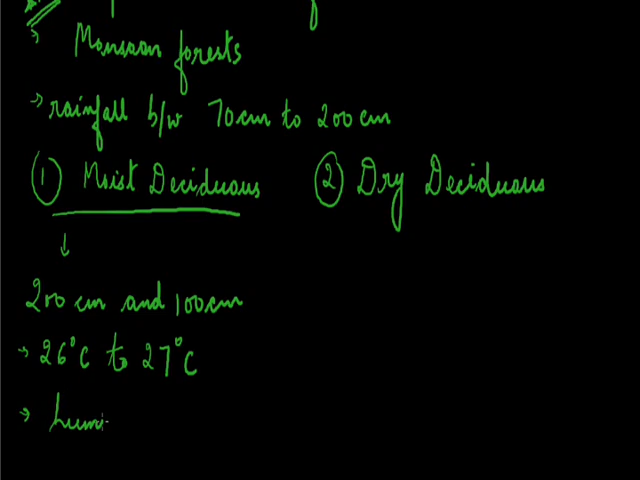 → Monsoon forests
→ rainfall b/w 70cm to 200cm
① Moist Deciduous ② Dry Deciduous
↓
200 cm and 100cm
→ 26°C to 27°C
→ humi